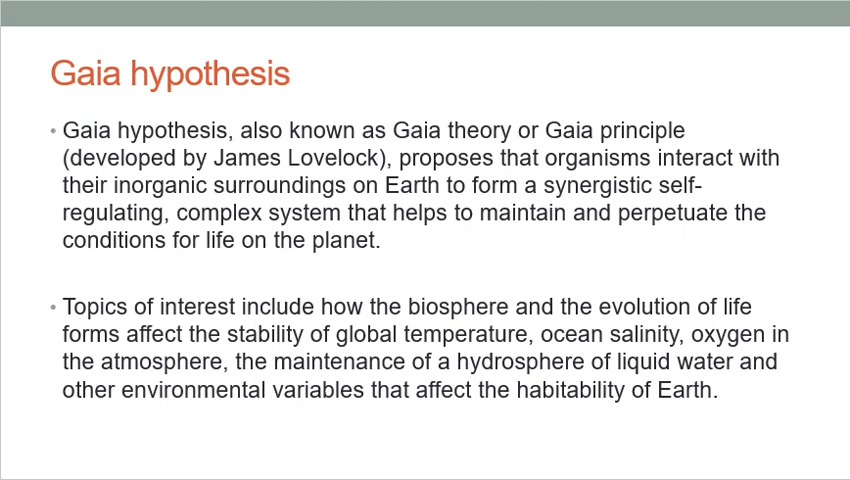 Gaia hypothesis
• Gaia hypothesis, also known as Gaia theory or Gaia principle
(developed by James Lovelock), proposes that organisms interact with
their inorganic surroundings on Earth to form a synergistic self-
regulating, complex system that helps to maintain and perpetuate the
conditions for life on the planet.
• Topics of interest include how the biosphere and the evolution of life
forms affect the stability of global temperature, ocean salinity, oxygen in
the atmosphere, the maintenance of a hydrosphere of liquid water and
other environmental variables that affect the habitability of Earth.